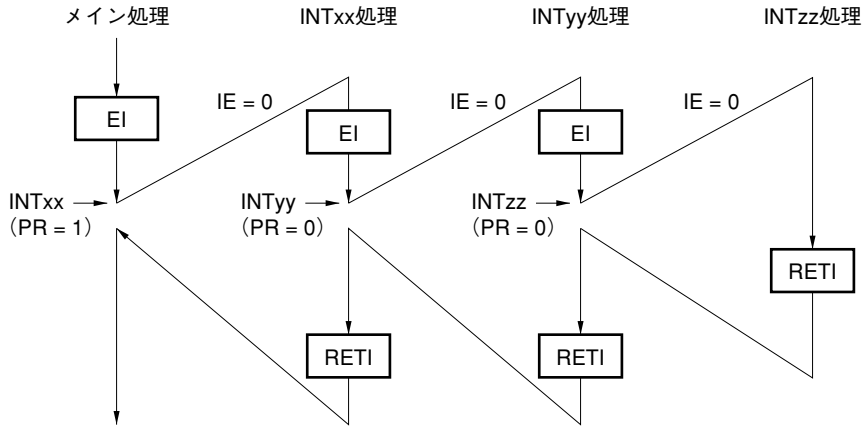 メイン処理 INTxx処理 INTyy処理 INTzz処理
IE = 0 IE = 0 IE = 0
EI EI EI
INTxx INTyy INTzz
（PR = 1） （PR = 0） （PR = 0）
RETI
RETI RETI